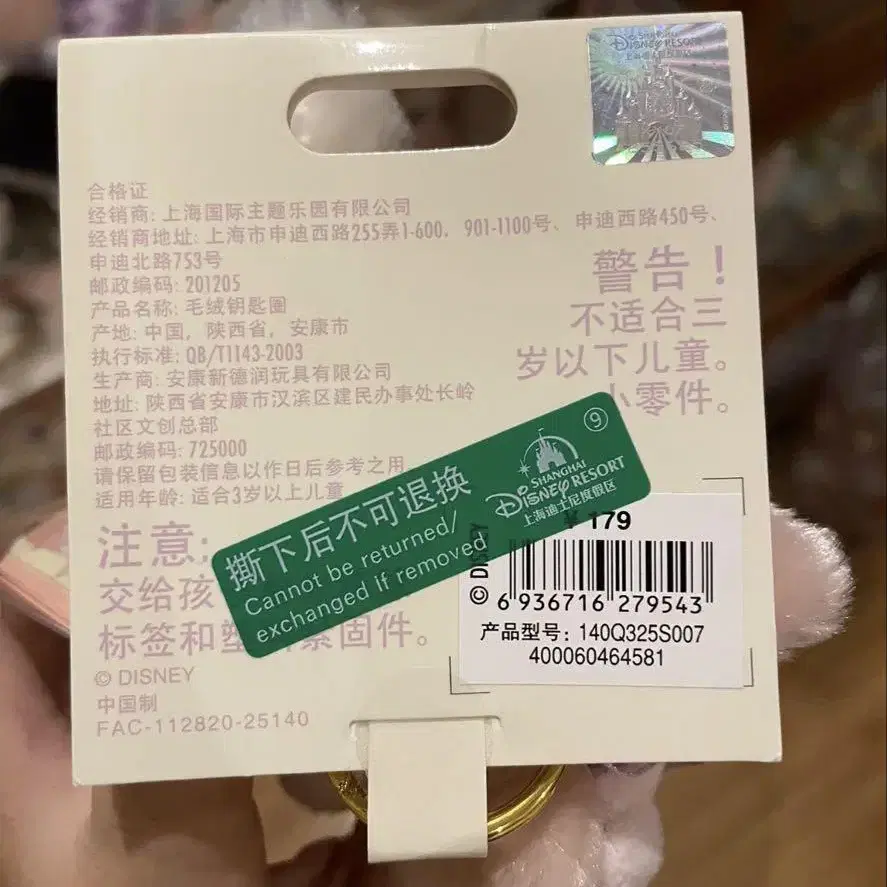 SHANGHAI
DISNEY RESORT
上海迪士尼度假区
合格证
经销商: 上海国际主题乐园有限公司
经销商地址: 上海市申迪西路255弄1-600, 901-1100号、申迪西路450号、
申迪北路753号
邮政编码: 201205
产品名称: 毛绒钥匙圈
产地: 中国, 陕西省, 安康市
执行标准: QB/T1143-2003
生产商: 安康新德润玩具有限公司
地址: 陕西省安康市汉滨区建民办事处长岭
社区文创总部
邮政编码: 725000
请保留包装信息以作日后参考之用
适用年龄: 适合3岁以上儿童
警告！
不适合三
岁以下儿童。
小零件。
注意:
交给孩
标签和塑 紧固件。
© DISNEY
中国制
FAC-112820-25140
撕下后不可退换
Cannot be returned/
exchanged if removed
⑨
SHANGHAI
DISNEY RESORT
上海迪士尼度假区
¥ 179
© DISNEY
6 936716 279543
产品型号: 140Q325S007
400060464581